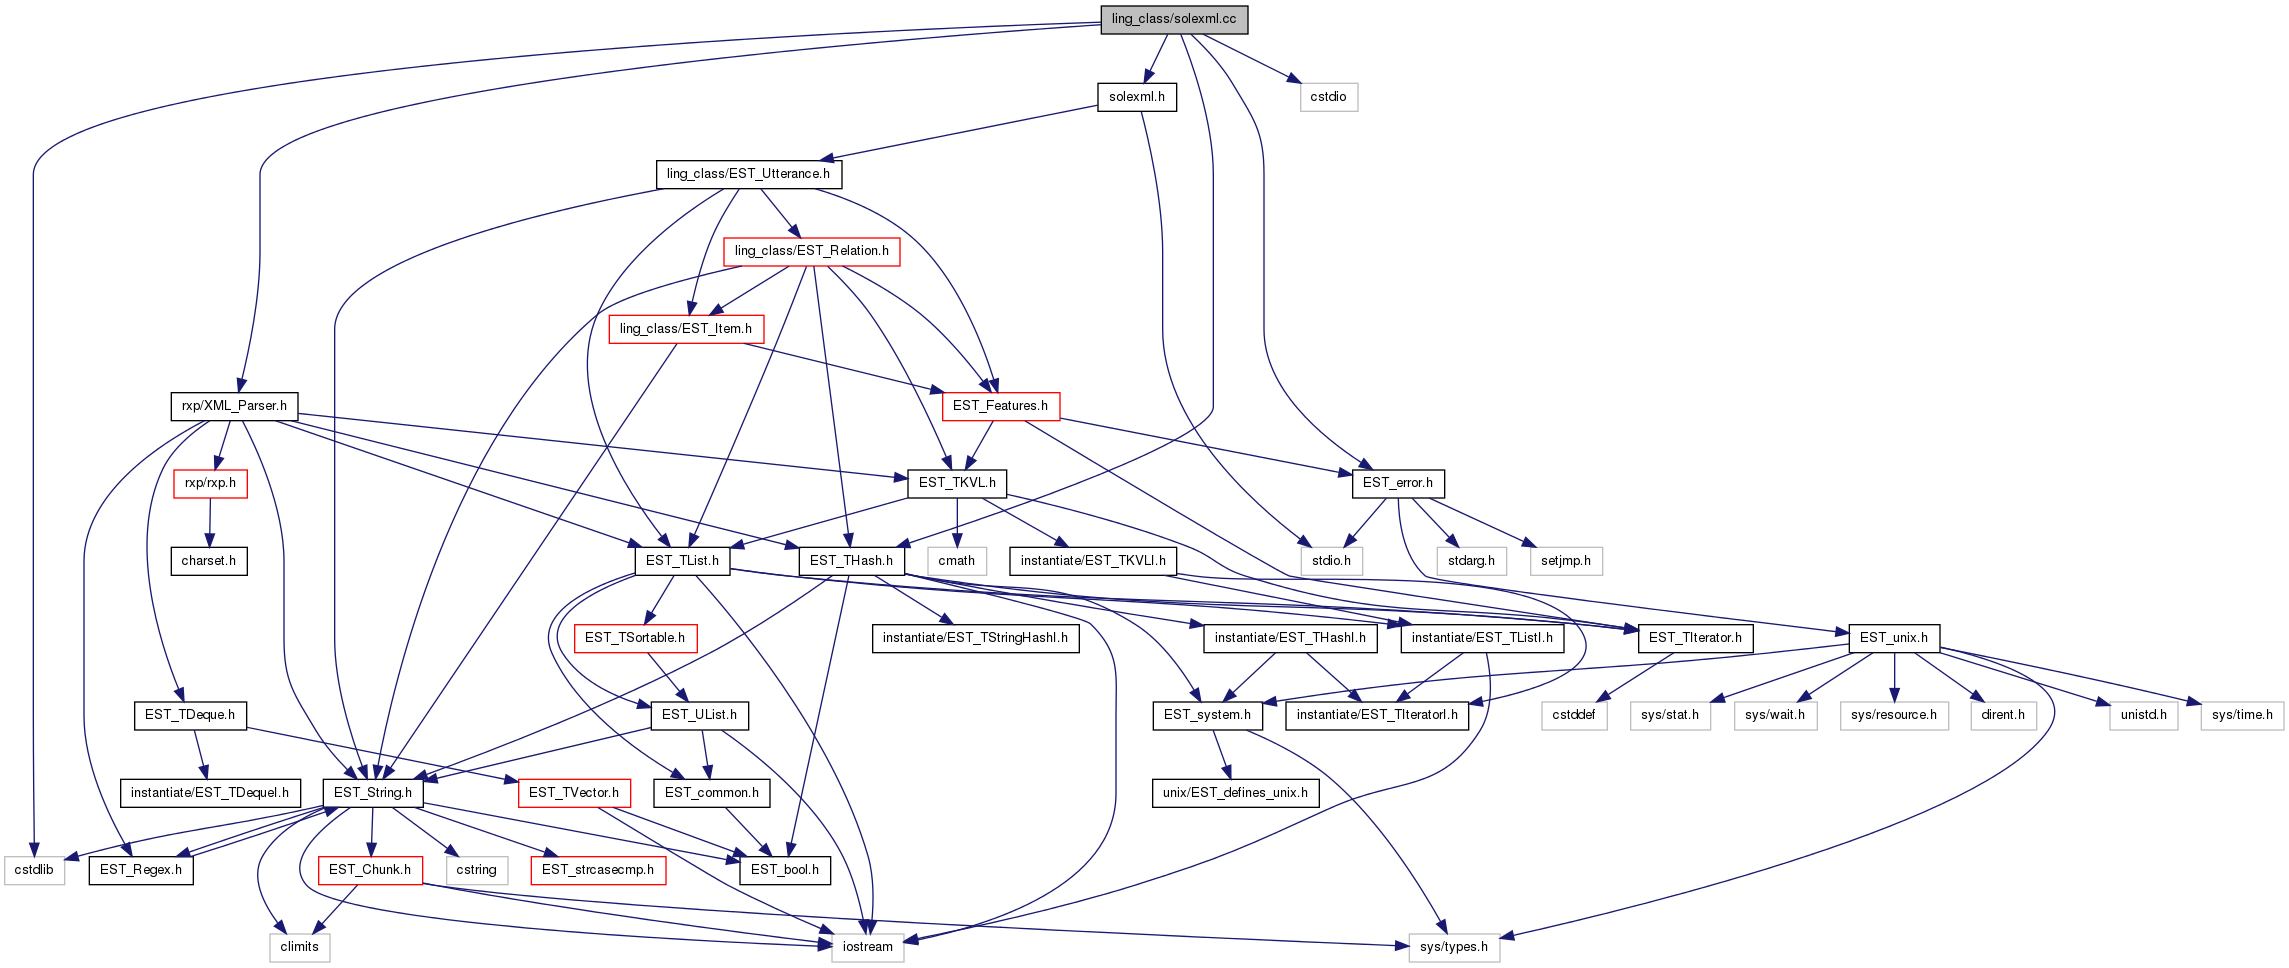 ling_class/solexml.cc
solexml.h
cstdio
ling_class/EST_Utterance.h
ling_class/EST_Relation.h
ling_class/EST_Item.h
rxp/XML_Parser.h
EST_Features.h
rxp/rxp.h
EST_TKVL.h
EST_error.h
charset.h
EST_TList.h
EST_THash.h
cmath
instantiate/EST_TKVLI.h
stdio.h
stdarg.h
setjmp.h
EST_TSortable.h
instantiate/EST_TStringHashI.h
instantiate/EST_THashI.h
instantiate/EST_TListI.h
EST_TIterator.h
EST_unix.h
EST_TDeque.h
EST_UList.h
EST_system.h
instantiate/EST_TIteratorI.h
cstddef
sys/stat.h
sys/wait.h
sys/resource.h
dirent.h
unistd.h
sys/time.h
instantiate/EST_TDequeI.h
EST_String.h
EST_TVector.h
EST_common.h
unix/EST_defines_unix.h
cstdlib
EST_Regex.h
EST_Chunk.h
cstring
EST_strcasecmp.h
EST_bool.h
climits
iostream
sys/types.h